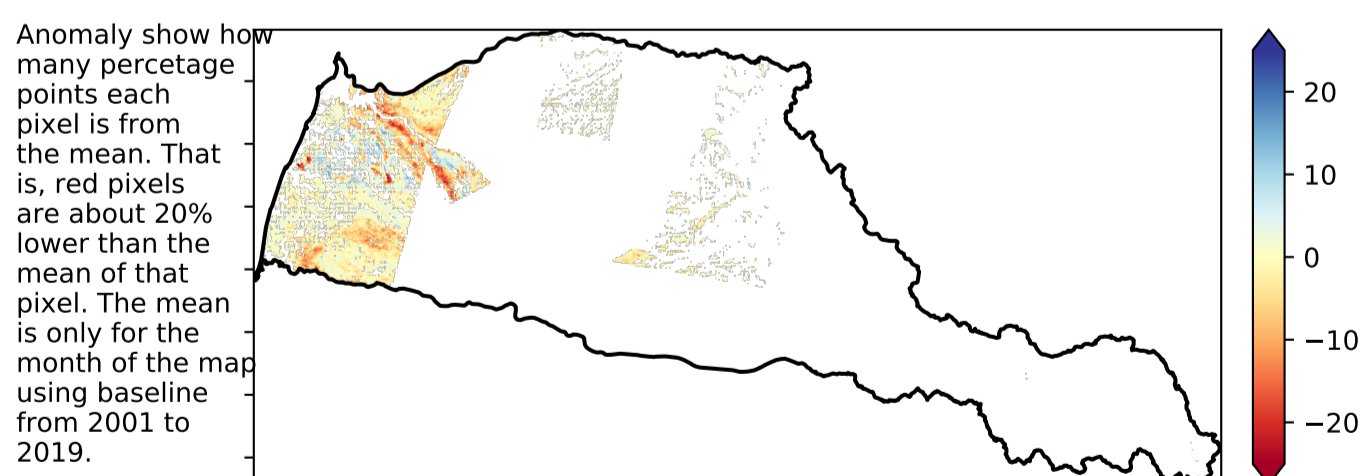 Anomaly show how
many percetage
points each
pixel is from
the mean. That
is, red pixels
are about 20%
lower than the
mean of that
pixel. The mean
is only for the
month of the map
using baseline
from 2001 to
2019.
20
10
0
−10
−20